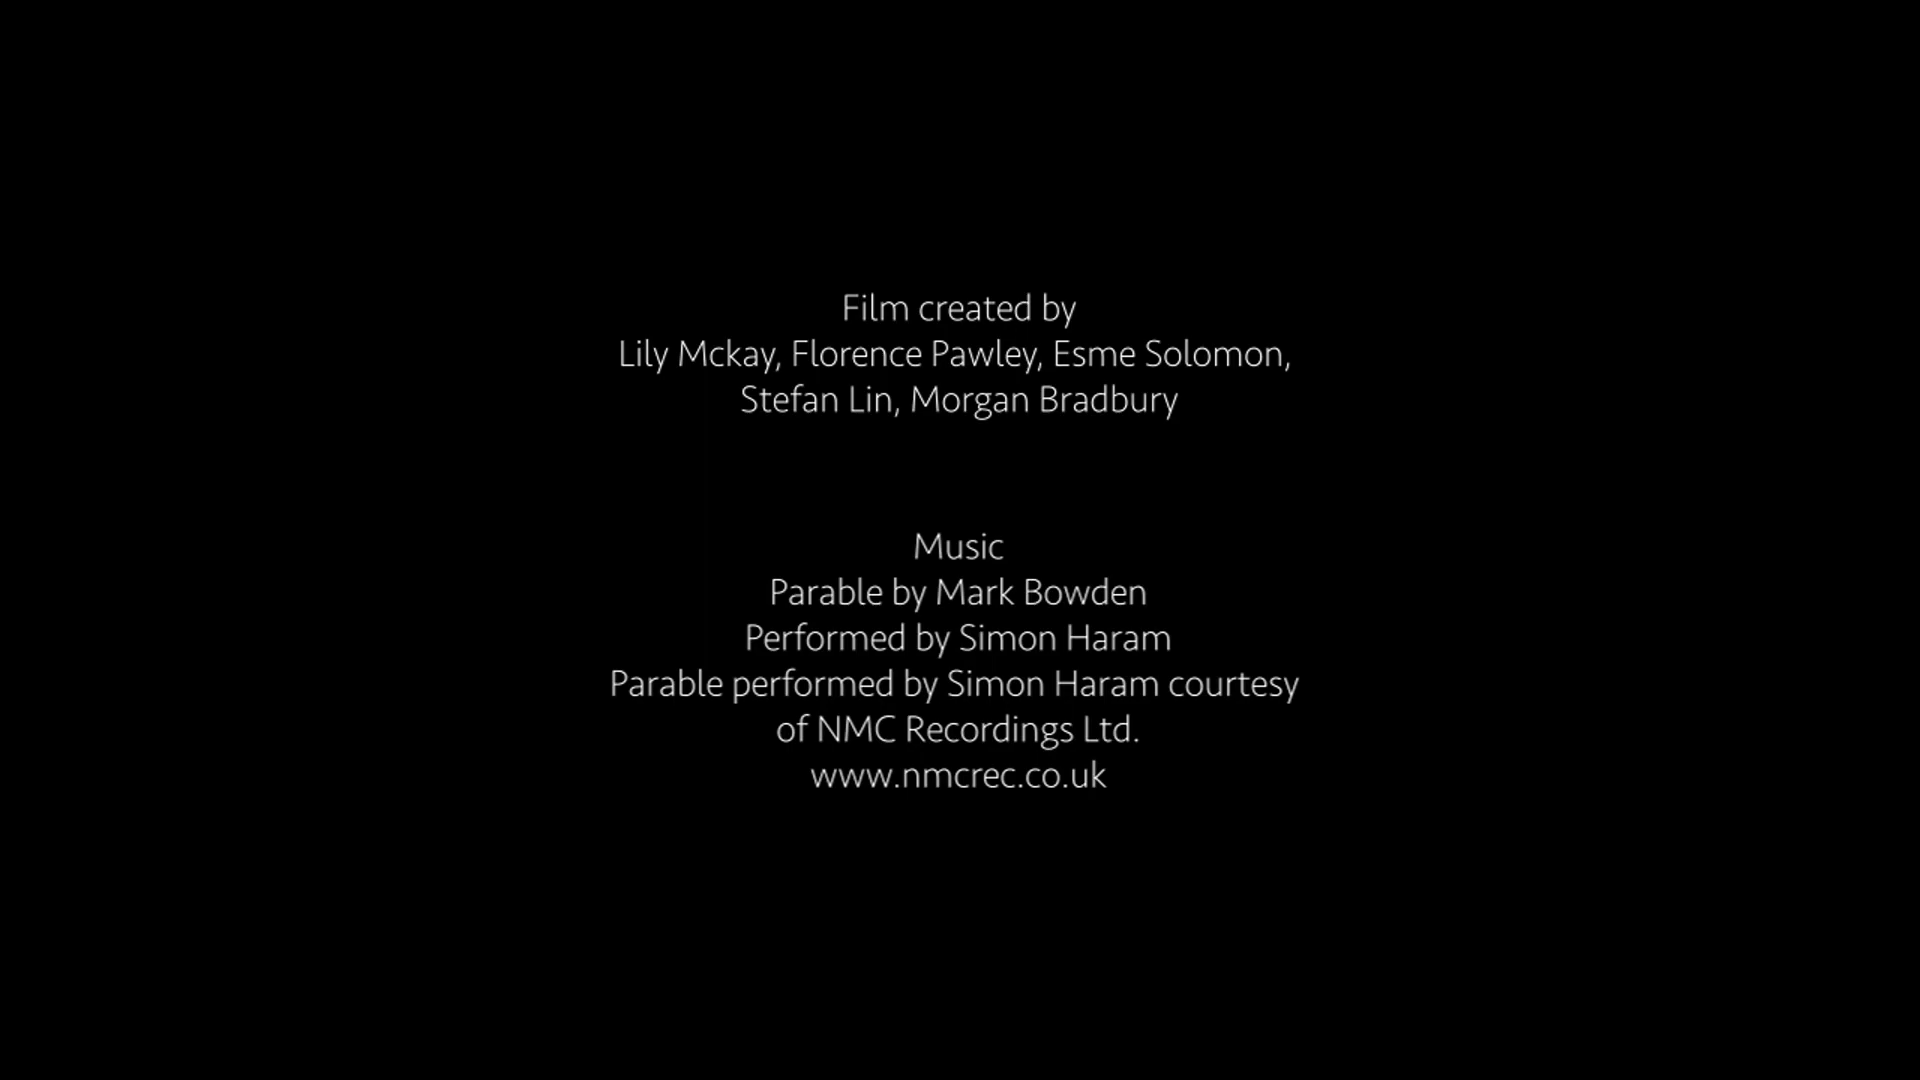 Film created by
Lily Mckay, Florence Pawley, Esme Solomon,
Stefan Lin, Morgan Bradbury
Music
Parable by Mark Bowden
Performed by Simon Haram
Parable performed by Simon Haram courtesy
of NMC Recordings Ltd.
www.nmcrec.co.uk